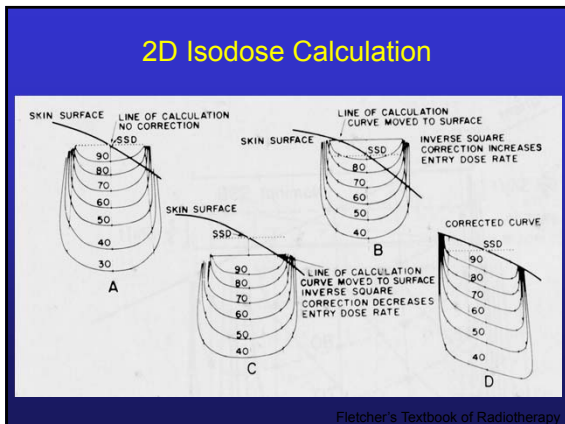 2D Isodose Calculation
SKIN SURFACE
LINE OF CALCULATION
NO CORRECTION
SSD
90
80
70
60
50
40
30
A
LINE OF CALCULATION
CURVE MOVED TO SURFACE
SKIN SURFACE
INVERSE SQUARE
CORRECTION INCREASES
ENTRY DOSE RATE
80
70
60
50
40
B
SKIN SURFACE
SSD
90
80
70
60
50
40
C
LINE OF CALCULATION
CURVE MOVED TO SURFACE
INVERSE SQUARE
CORRECTION DECREASES
ENTRY DOSE RATE
CORRECTED CURVE
SSD
90
80
70
60
50
40
D
Fletcher's Textbook of Radiotherapy